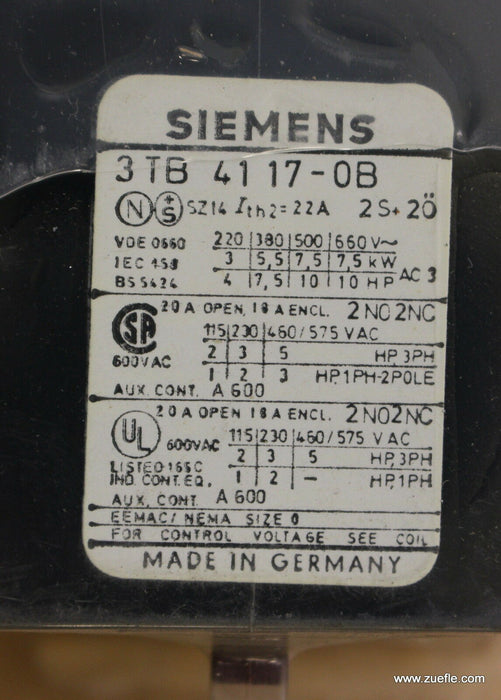 SIEMENS
3TB 41 17-0B
N S SZ14 Ith2= 22A 2S+2Ö
VDE 0660 220 380 500 660 V~
IEC 158 3 5,5 7,5 7,5 kW AC 3
BS 5424 4 7,5 10 10 HP
SA 20 A OPEN, 18 A ENCL. 2 NO 2NC
115 230 460/575 VAC
2 3 5 HP, 3PH
600VAC 1 2 3 HP, 1PH-2POLE
AUX. CONT. A 600
20 A OPEN 18 A ENCL. 2NO2NC
UL 600VAC 115 230 460/575 VAC
LISTED 165C 2 3 5 HP, 3PH
IND. CONT. EQ. 1 2 – HP, 1PH
AUX. CONT. A 600
EEMAC/ NEMA SIZE 0
FOR CONTROL VOLTAGE SEE COIL
MADE IN GERMANY
www.zuefle.com